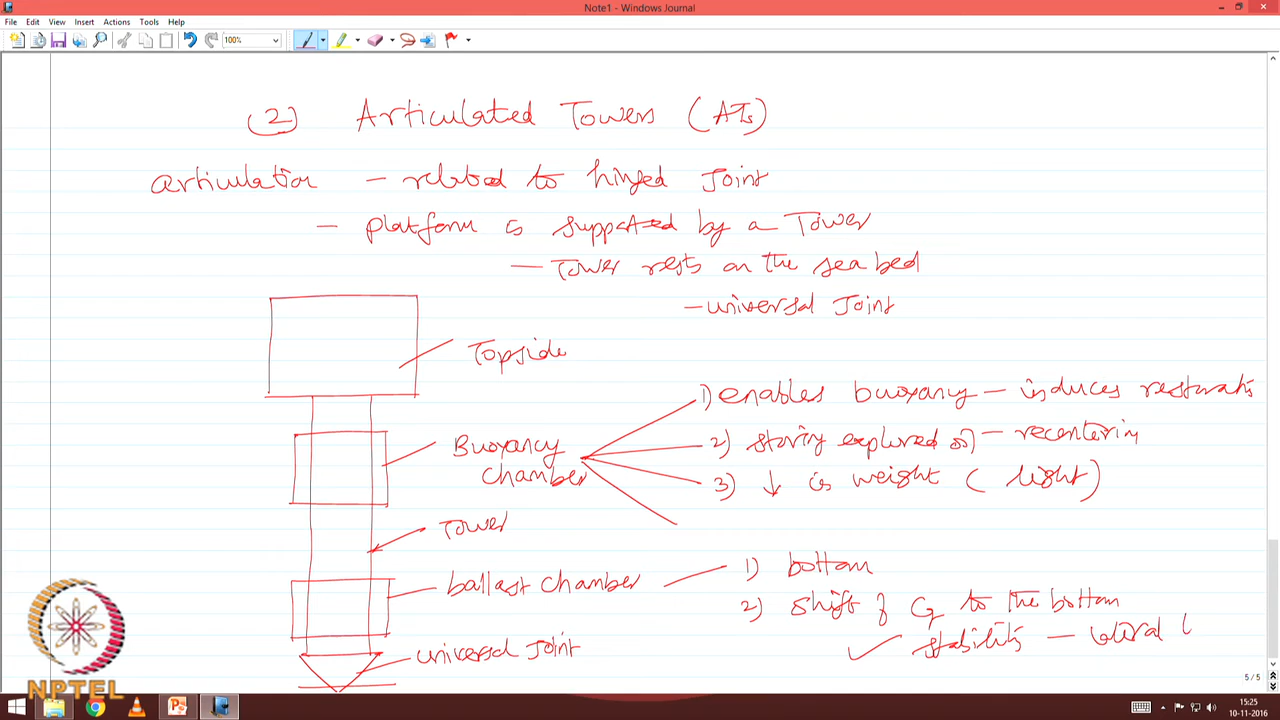 Note1 - Windows Journal
File Edit View Insert Actions Tools Help
100%
(2) Articulated Towers (ATs)
articulation - related to hinged Joint
- platform is supported by a Tower
- Tower rests on the sea bed
- universal Joint
Topside
Buoyancy chamber
1) enables buoyancy - induces restorati
2) storing explored oil - recentering
3) ↓ is weight (light)
Tower
ballast chamber
1) bottom
2) shift of CG to the bottom
✓ stability - lateral l
universal Joint
NPTEL
5 / 5
15:25
10-11-2016